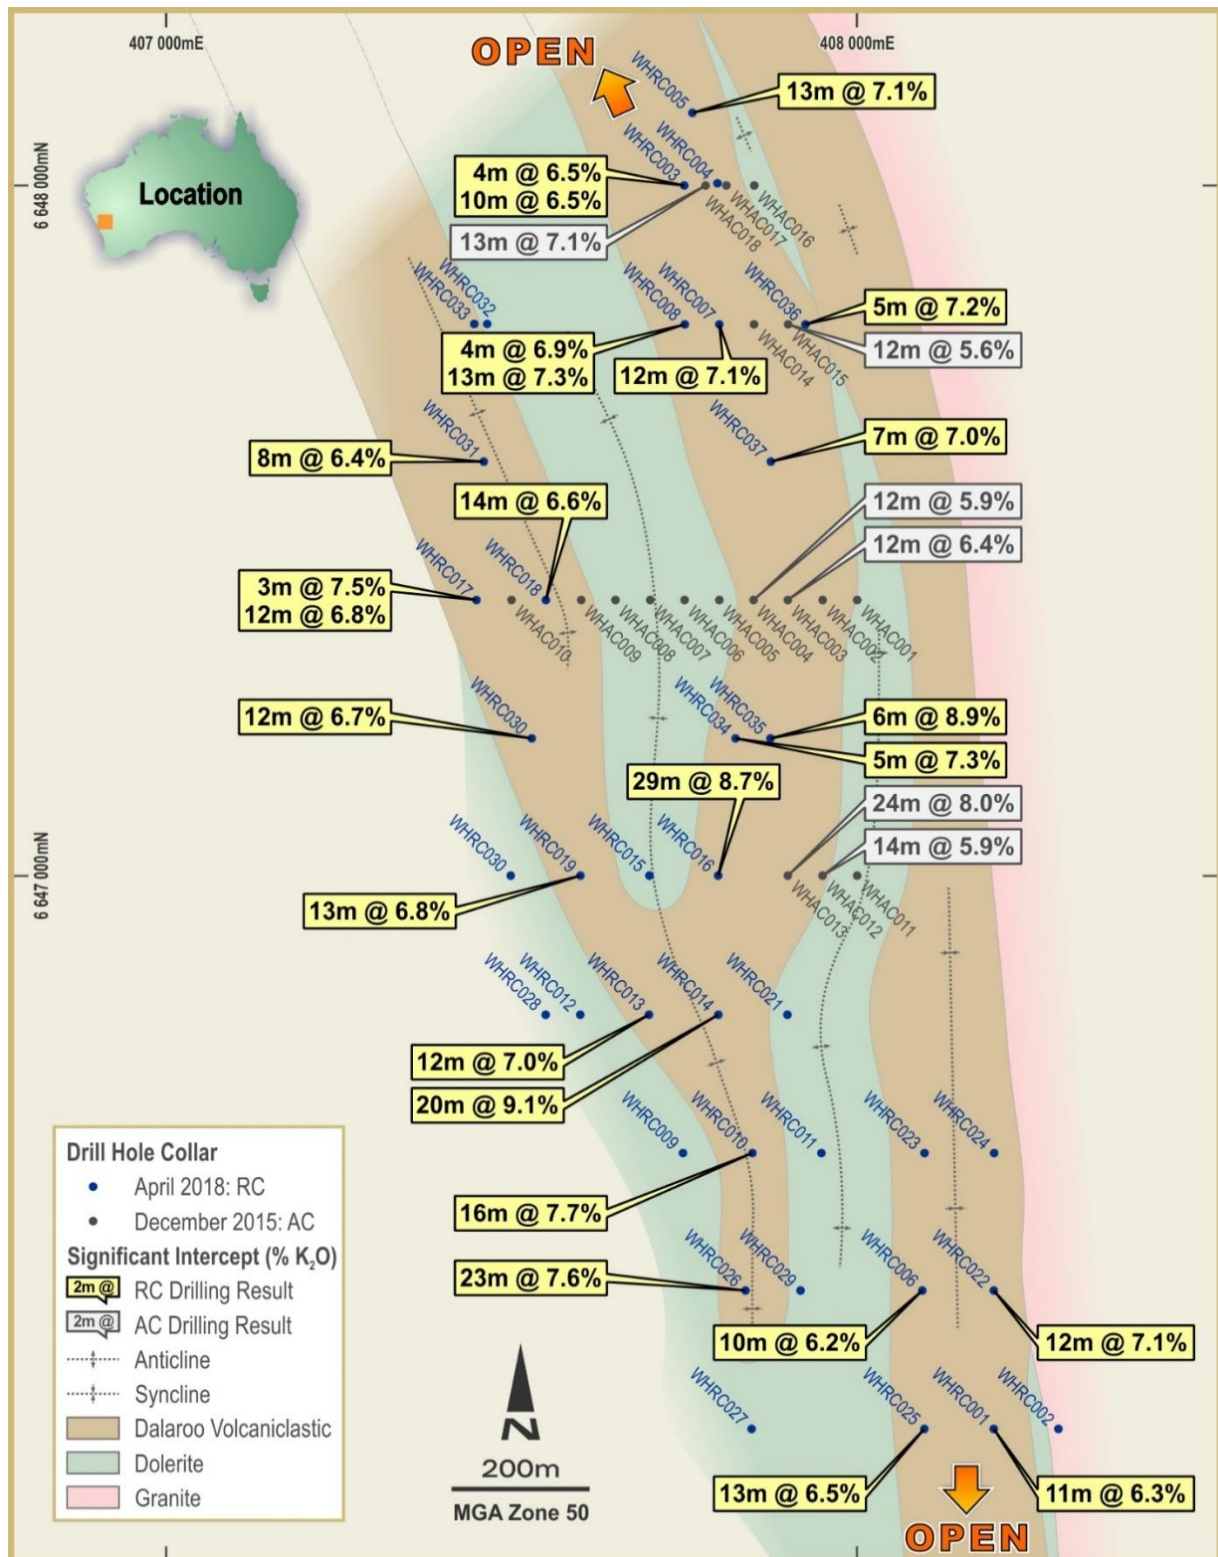 407 000mE
408 000mE
OPEN
WHRC005
13m @ 7.1%
6 648 000mN
Location
WHRC003
WHRC004
4m @ 6.5%
10m @ 6.5%
13m @ 7.1%
WHAC018
WHAC017
WHAC016
WHRC033
WHRC032
WHRC008
WHRC007
WHRC036
5m @ 7.2%
12m @ 5.6%
4m @ 6.9%
13m @ 7.3%
12m @ 7.1%
WHAC014
WHAC015
WHRC031
WHRC037
7m @ 7.0%
8m @ 6.4%
14m @ 6.6%
12m @ 5.9%
12m @ 6.4%
3m @ 7.5%
12m @ 6.8%
WHRC017
WHRC018
WHAC010
WHAC009
WHAC008
WHAC007
WHAC006
WHAC005
WHAC004
WHAC003
WHAC002
WHAC001
12m @ 6.7%
WHRC030
WHRC034
WHRC035
6m @ 8.9%
5m @ 7.3%
29m @ 8.7%
24m @ 8.0%
14m @ 5.9%
6 647 000mN
WHRC030
WHRC019
WHRC015
WHRC016
WHAC013
WHAC012
WHAC011
13m @ 6.8%
WHRC028
WHRC012
WHRC013
WHRC014
WHRC021
12m @ 7.0%
20m @ 9.1%
WHRC009
WHRC010
WHRC011
WHRC023
WHRC024
16m @ 7.7%
23m @ 7.6%
WHRC026
WHRC029
WHRC006
WHRC022
10m @ 6.2%
12m @ 7.1%
WHRC027
WHRC025
WHRC001
WHRC002
13m @ 6.5%
11m @ 6.3%
OPEN
Drill Hole Collar
April 2018: RC
December 2015: AC
Significant Intercept (% K₂O)
2m @ RC Drilling Result
2m @ AC Drilling Result
Anticline
Syncline
Dalaroo Volcaniclastic
Dolerite
Granite
N
200m
MGA Zone 50